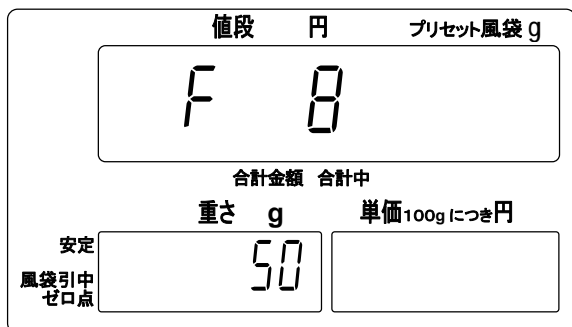 値段 円 プリセット風袋 g
F 8
合計金額 合計中
重さ g 単価100gにつき円
安定
50
風袋引中
ゼロ点